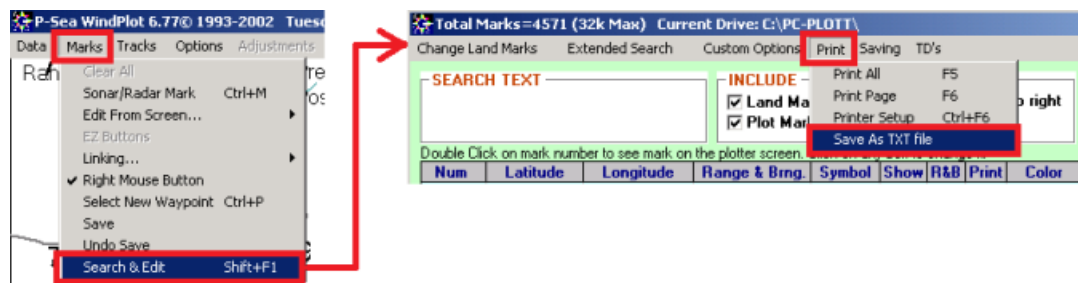 P-Sea WindPlot 6.77© 1993-2002 Tuesd
Data Marks Tracks Options Adjustments
Ran
Clear All
Sonar/Radar Mark Ctrl+M
Edit From Screen...
EZ Buttons
Linking...
Right Mouse Button
Select New Waypoint Ctrl+P
Save
Undo Save
Search & Edit Shift+F1
Total Marks=4571 (32k Max) Current Drive: C:\PC-PLOTT\
Change Land Marks Extended Search Custom Options Print Saving TD's
SEARCH TEXT
INCLUDE
Land Ma
Plot Mark
Print All F5
Print Page F6
Printer Setup Ctrl+F6
Save As TXT file
right
Double Click on mark number to see mark on the plotter screen.
Num Latitude Longitude Range & Brng. Symbol Show R&B Print Color